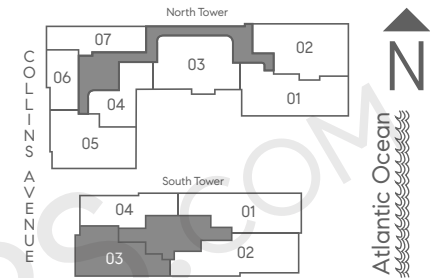 North Tower
07
02
03
06
04
01
05
COLLINS AVENUE
N
Atlantic Ocean
South Tower
04
01
03
02
S.COM